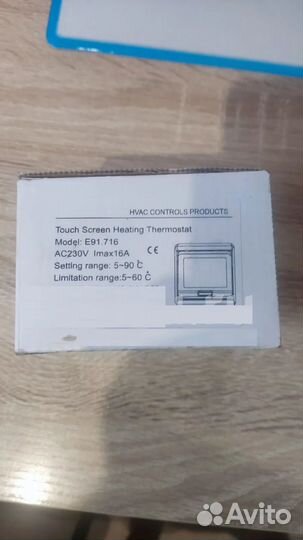 HVAC CONTROLS PRODUCTS
Touch Screen Heating Thermostat
Model: E91.716
AC230V Imax16A CE
Setting range: 5~90°C
Limitation range:5~60°C
Avito